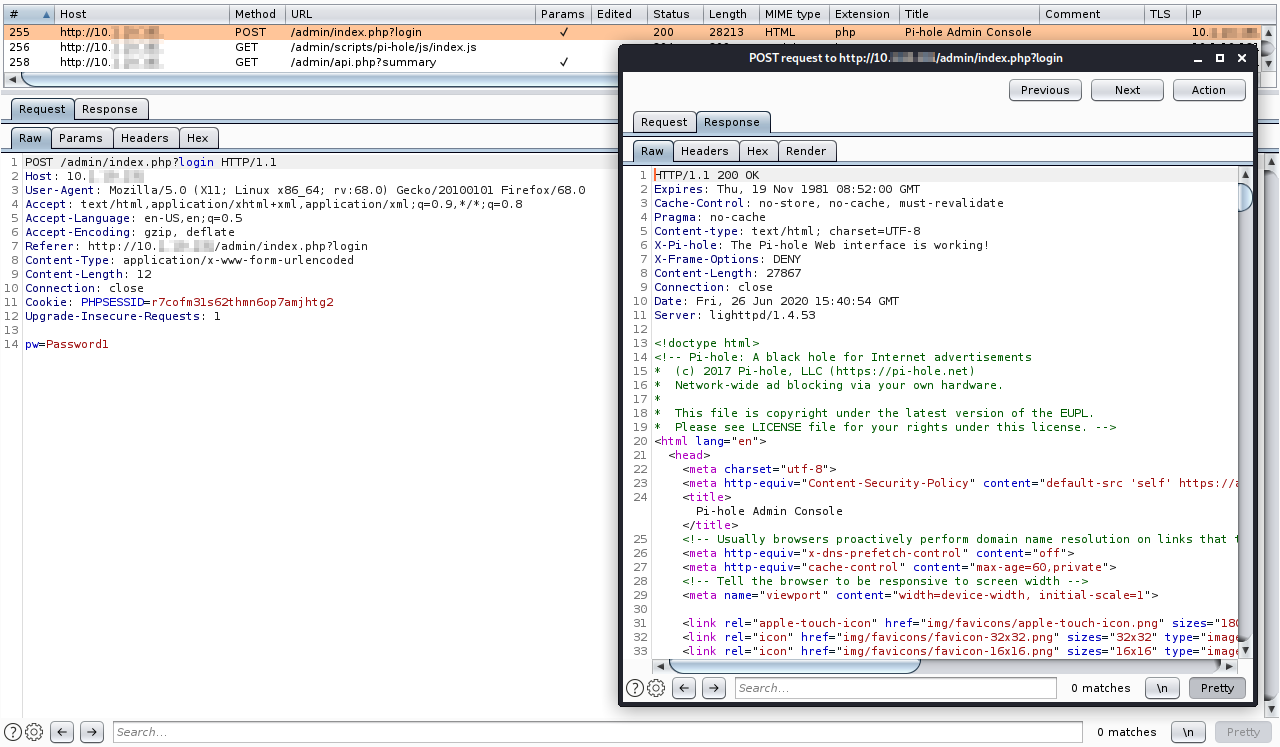 # Host Method URL Params Edited Status Length MIME type Extension Title Comment TLS IP
255 http://10. POST /admin/index.php?login ✓ 200 28213 HTML php Pi-hole Admin Console 10.
256 http://10. GET /admin/scripts/pi-hole/js/index.js
258 http://10. GET /admin/api.php?summary ✓
Request Response
Raw Params Headers Hex
1 POST /admin/index.php?login HTTP/1.1
2 Host: 10.
3 User-Agent: Mozilla/5.0 (X11; Linux x86_64; rv:68.0) Gecko/20100101 Firefox/68.0
4 Accept: text/html,application/xhtml+xml,application/xml;q=0.9,*/*;q=0.8
5 Accept-Language: en-US,en;q=0.5
6 Accept-Encoding: gzip, deflate
7 Referer: http://10. /admin/index.php?login
8 Content-Type: application/x-www-form-urlencoded
9 Content-Length: 12
10 Connection: close
11 Cookie: PHPSESSID=r7cofm31s62thmn6op7amjhtg2
12 Upgrade-Insecure-Requests: 1
13
14 pw=Password1
? Search... 0 matches \n Pretty
POST request to http://10. /admin/index.php?login
Previous Next Action
Request Response
Raw Headers Hex Render
1 HTTP/1.1 200 OK
2 Expires: Thu, 19 Nov 1981 08:52:00 GMT
3 Cache-Control: no-store, no-cache, must-revalidate
4 Pragma: no-cache
5 Content-type: text/html; charset=UTF-8
6 X-Pi-hole: The Pi-hole Web interface is working!
7 X-Frame-Options: DENY
8 Content-Length: 27867
9 Connection: close
10 Date: Fri, 26 Jun 2020 15:40:54 GMT
11 Server: lighttpd/1.4.53
12
13 <!doctype html>
14 <!-- Pi-hole: A black hole for Internet advertisements
15 * (c) 2017 Pi-hole, LLC (https://pi-hole.net)
16 * Network-wide ad blocking via your own hardware.
17 *
18 * This file is copyright under the latest version of the EUPL.
19 * Please see LICENSE file for your rights under this license. -->
20 <html lang="en">
21 <head>
22 <meta charset="utf-8">
23 <meta http-equiv="Content-Security-Policy" content="default-src 'self' https://a
24 <title>
Pi-hole Admin Console
</title>
25 <!-- Usually browsers proactively perform domain name resolution on links that
26 <meta http-equiv="x-dns-prefetch-control" content="off">
27 <meta http-equiv="cache-control" content="max-age=60,private">
28 <!-- Tell the browser to be responsive to screen width -->
29 <meta name="viewport" content="width=device-width, initial-scale=1">
30
31 <link rel="apple-touch-icon" href="img/favicons/apple-touch-icon.png" sizes="180
32 <link rel="icon" href="img/favicons/favicon-32x32.png" sizes="32x32" type="image
33 <link rel="icon" href="img/favicons/favicon-16x16.png" sizes="16x16" type="image
? Search... 0 matches \n Pretty